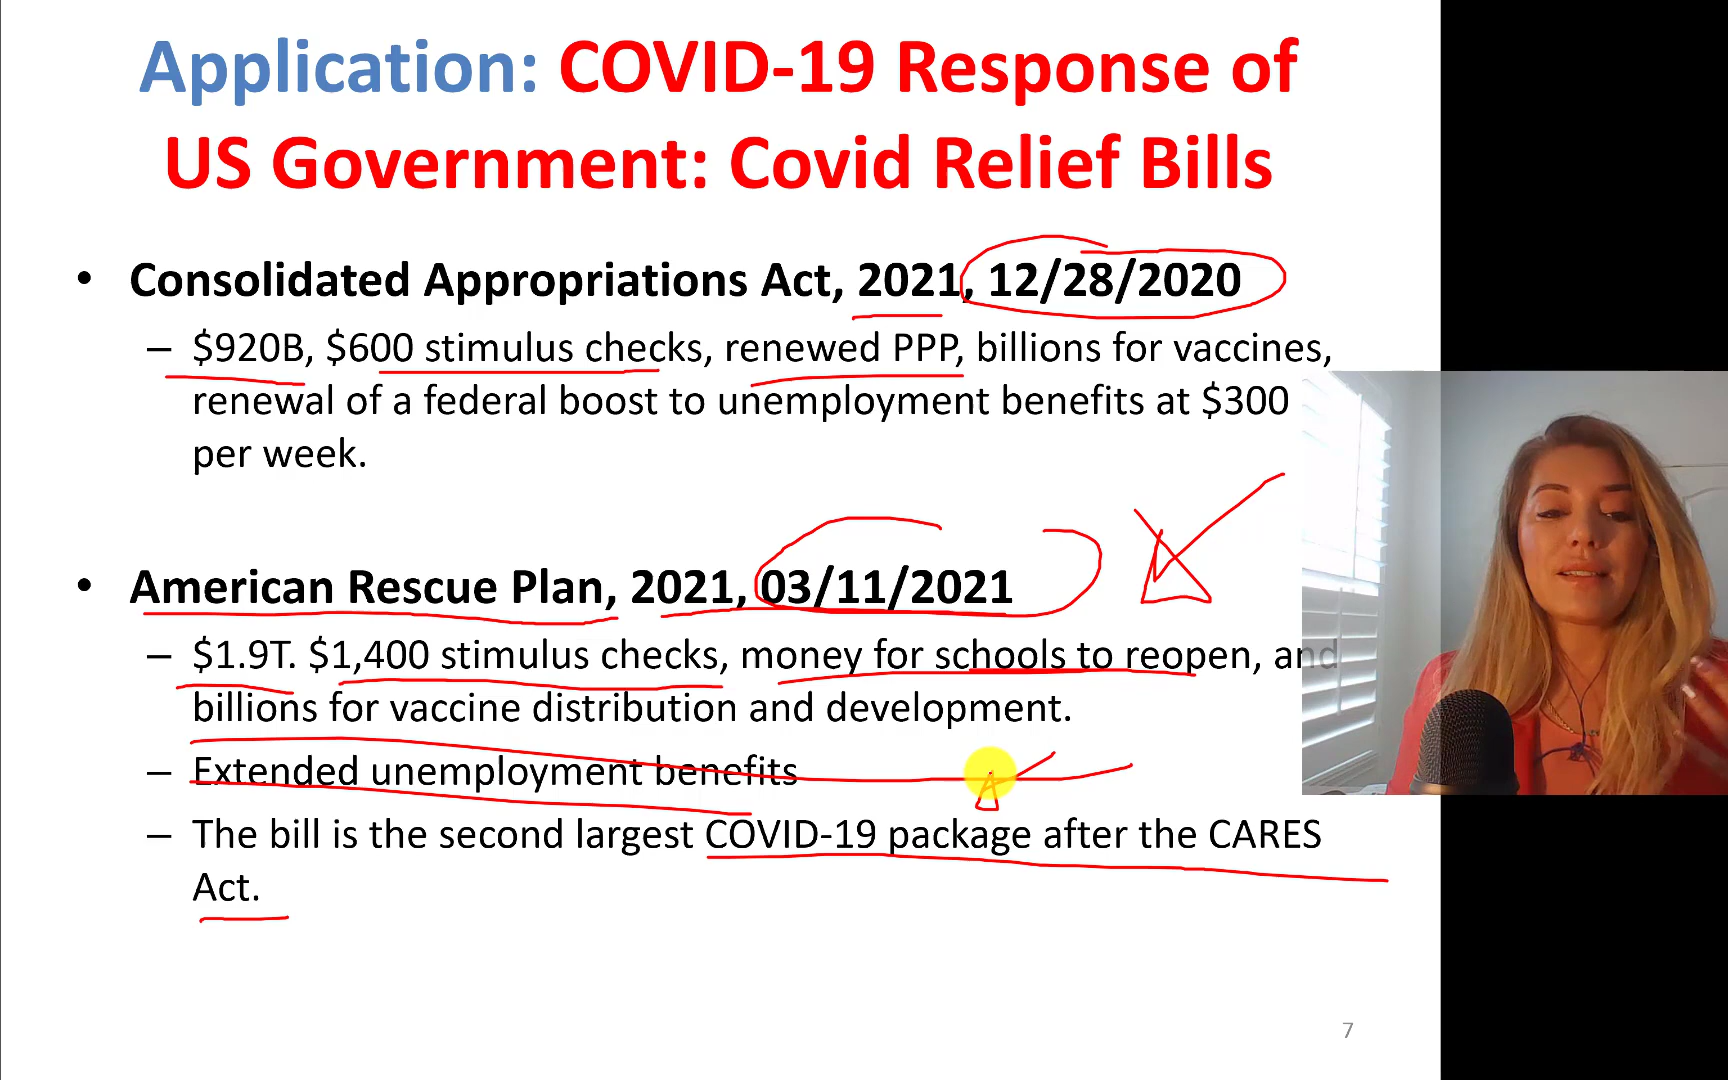 Application: COVID-19 Response of
US Government: Covid Relief Bills
• Consolidated Appropriations Act, 2021, 12/28/2020
– $920B, $600 stimulus checks, renewed PPP, billions for vaccines,
renewal of a federal boost to unemployment benefits at $300
per week.
• American Rescue Plan, 2021, 03/11/2021
– $1.9T. $1,400 stimulus checks, money for schools to reopen, and
billions for vaccine distribution and development.
– Extended unemployment benefits
– The bill is the second largest COVID-19 package after the CARES
Act.
7